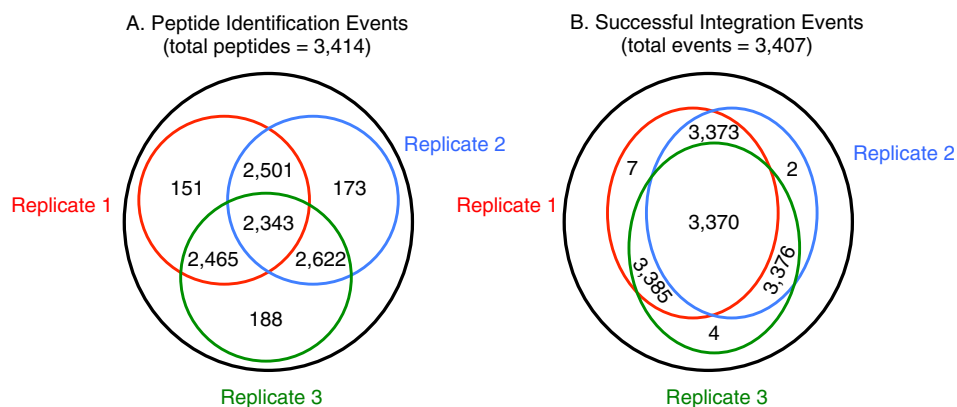 A. Peptide Identification Events
(total peptides = 3,414)
Replicate 1
Replicate 2
151
2,501
173
2,343
2,465
2,622
188
Replicate 3
B. Successful Integration Events
(total events = 3,407)
Replicate 1
Replicate 2
7
3,373
2
3,370
3,385
3,376
4
Replicate 3